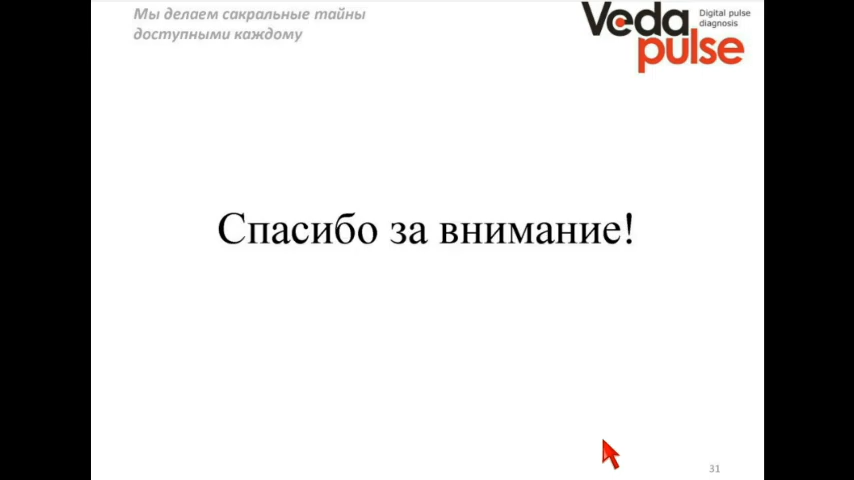 Мы делаем сакральные тайны
доступными каждому
Veda
pulse
Digital pulse
diagnosis
Спасибо за внимание!
31